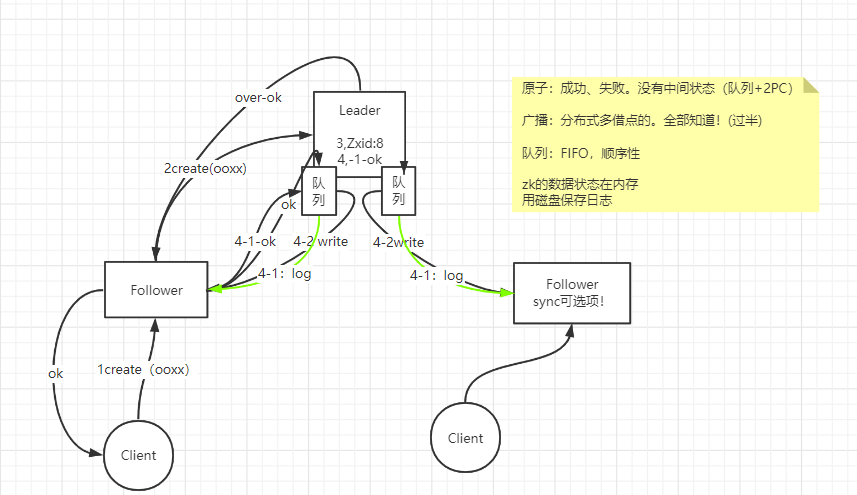 over-ok
Leader
3,Zxid:8
4,-1-ok
2create(ooxx)
队列
队列
ok
4-1-ok
4-2 write
4-2write
4-1：log
4-1：log
Follower
Follower
sync可选项！
ok
1create（ooxx）
Client
Client
原子：成功、失败。没有中间状态（队列+2PC）
广播：分布式多借点的。全部知道！(过半)
队列：FIFO，顺序性
zk的数据状态在内存
用磁盘保存日志